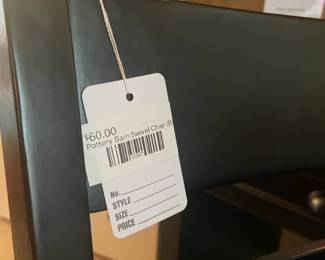 $60.00
Pottery Barn Swivel Chair (B
No.
STYLE
SIZE
PRICE